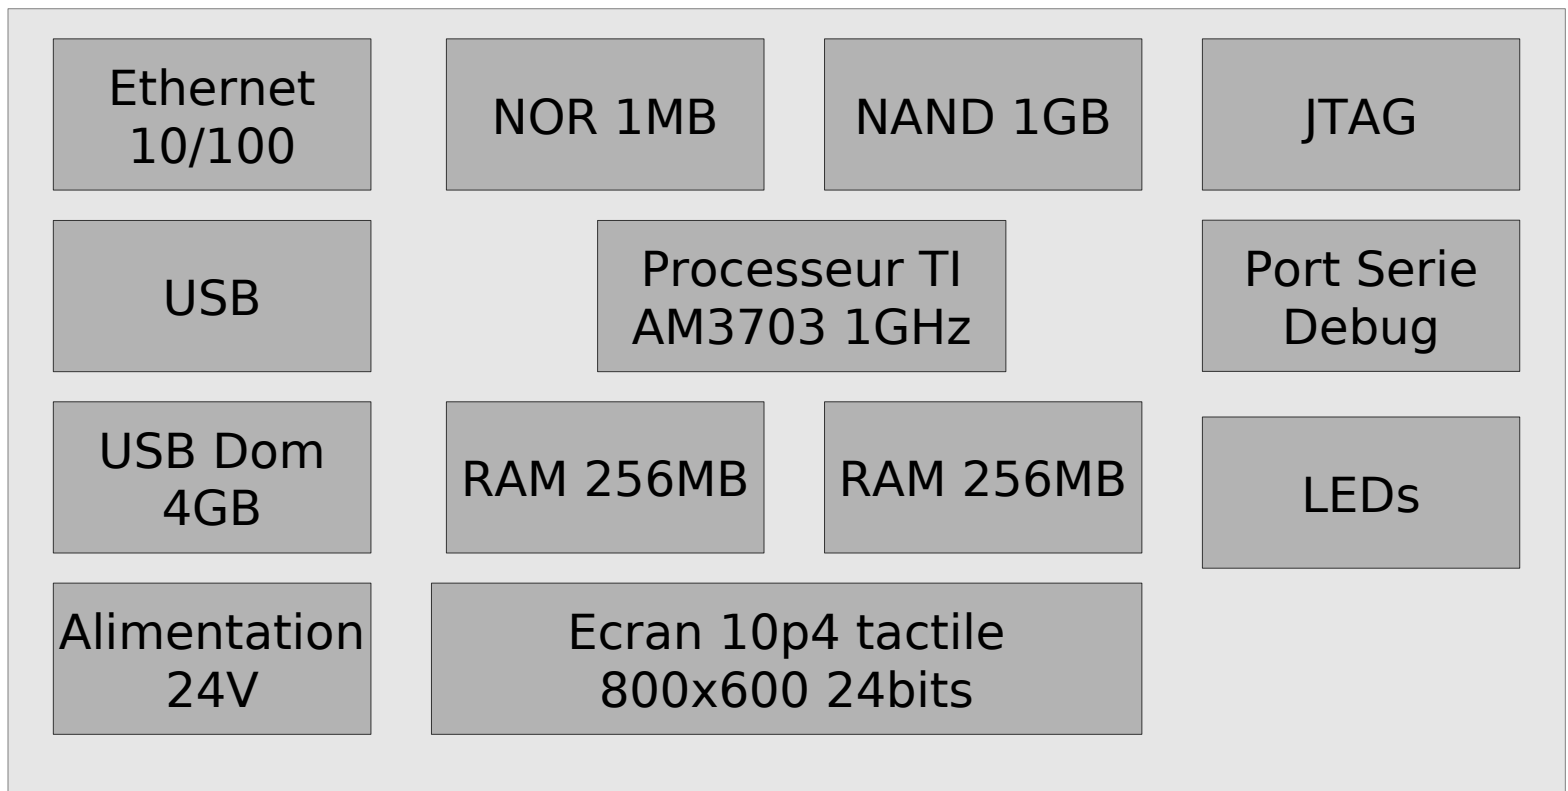 Ethernet
10/100
NOR 1MB
NAND 1GB
JTAG
USB
Processeur TI
AM3703 1GHz
Port Serie
Debug
USB Dom
4GB
RAM 256MB
RAM 256MB
LEDs
Alimentation
24V
Ecran 10p4 tactile
800x600 24bits